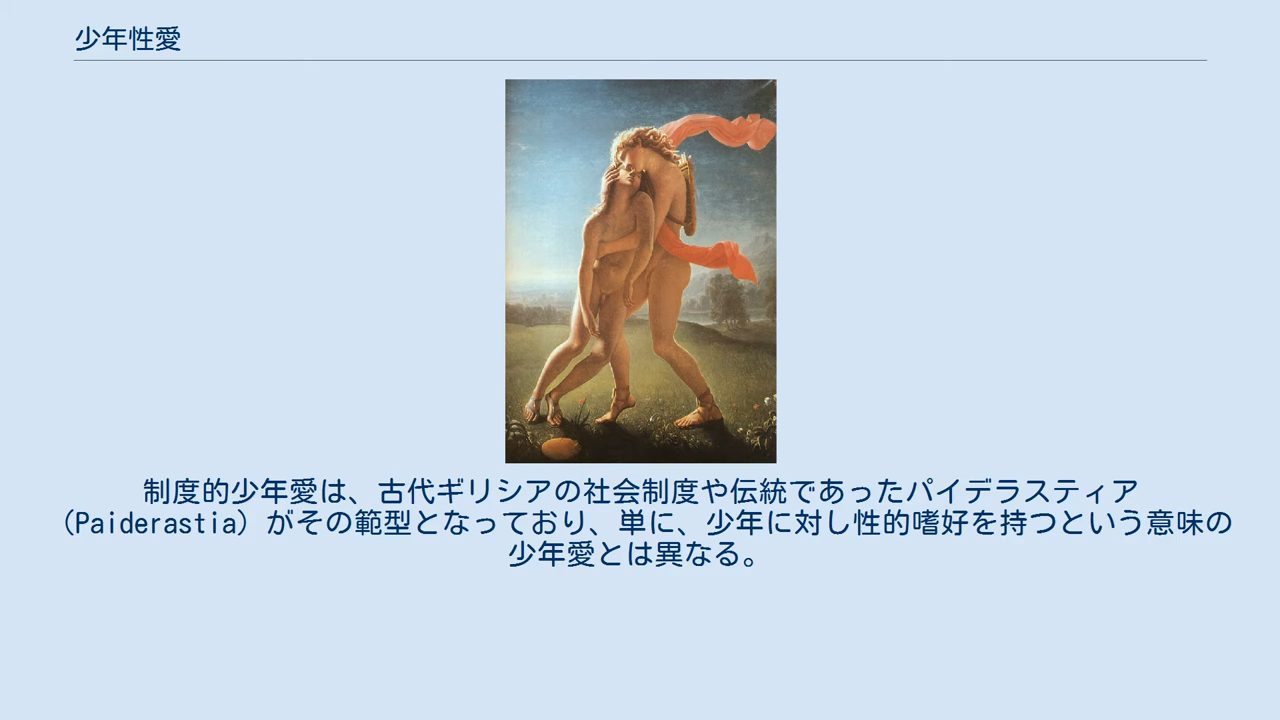 少年性愛
制度的少年愛は、古代ギリシアの社会制度や伝統であったパイデラスティア
（Paiderastia）がその範型となっており、単に、少年に対し性的嗜好を持つという意味の
少年愛とは異なる。